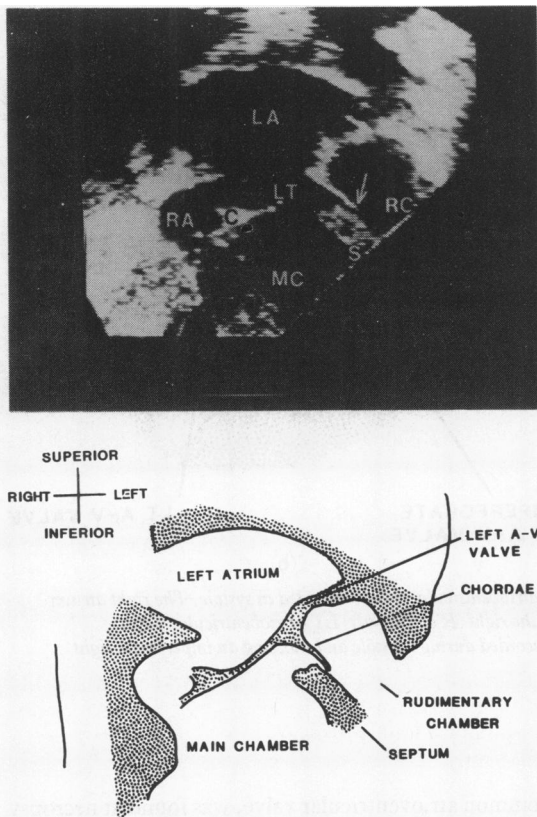 LA
LT
RA
C
RC
S
MC
SUPERIOR
RIGHT
LEFT
INFERIOR
LEFT A-V
VALVE
LEFT ATRIUM
CHORDAE
RUDIMENTARY
CHAMBER
MAIN CHAMBER
SEPTUM